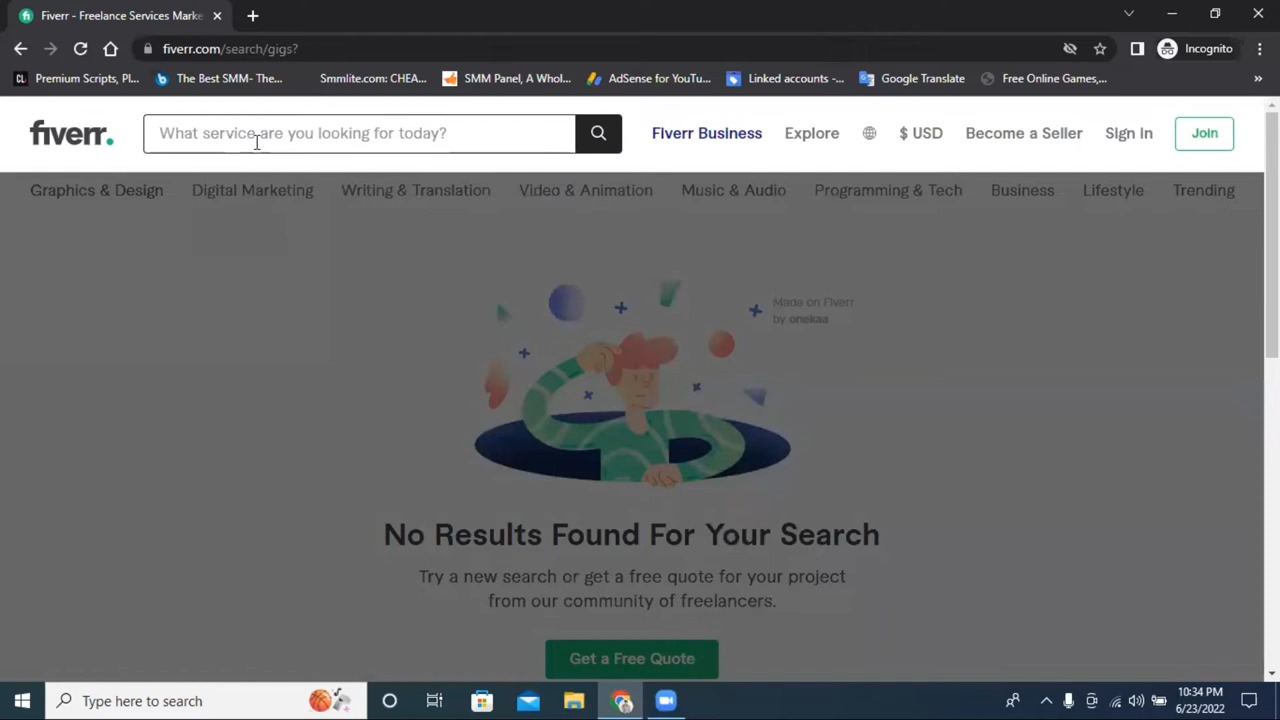 Fiverr - Freelance Services Marke
fiverr.com/search/gigs?
Incognito
Premium Scripts, Pl...
The Best SMM- The...
Smmlite.com: CHEA...
SMM Panel, A Whol...
AdSense for YouTu...
Linked accounts -...
Google Translate
Free Online Games,...
»
fiverr.
What service are you looking for today?
Fiverr Business
Explore
$ USD
Become a Seller
Sign In
Join
Graphics & Design
Digital Marketing
Writing & Translation
Video & Animation
Music & Audio
Programming & Tech
Business
Lifestyle
Trending
Made on Fiverr
by onekaa
No Results Found For Your Search
Try a new search or get a free quote for your project
from our community of freelancers.
Get a Free Quote
Type here to search
10:34 PM
6/23/2022